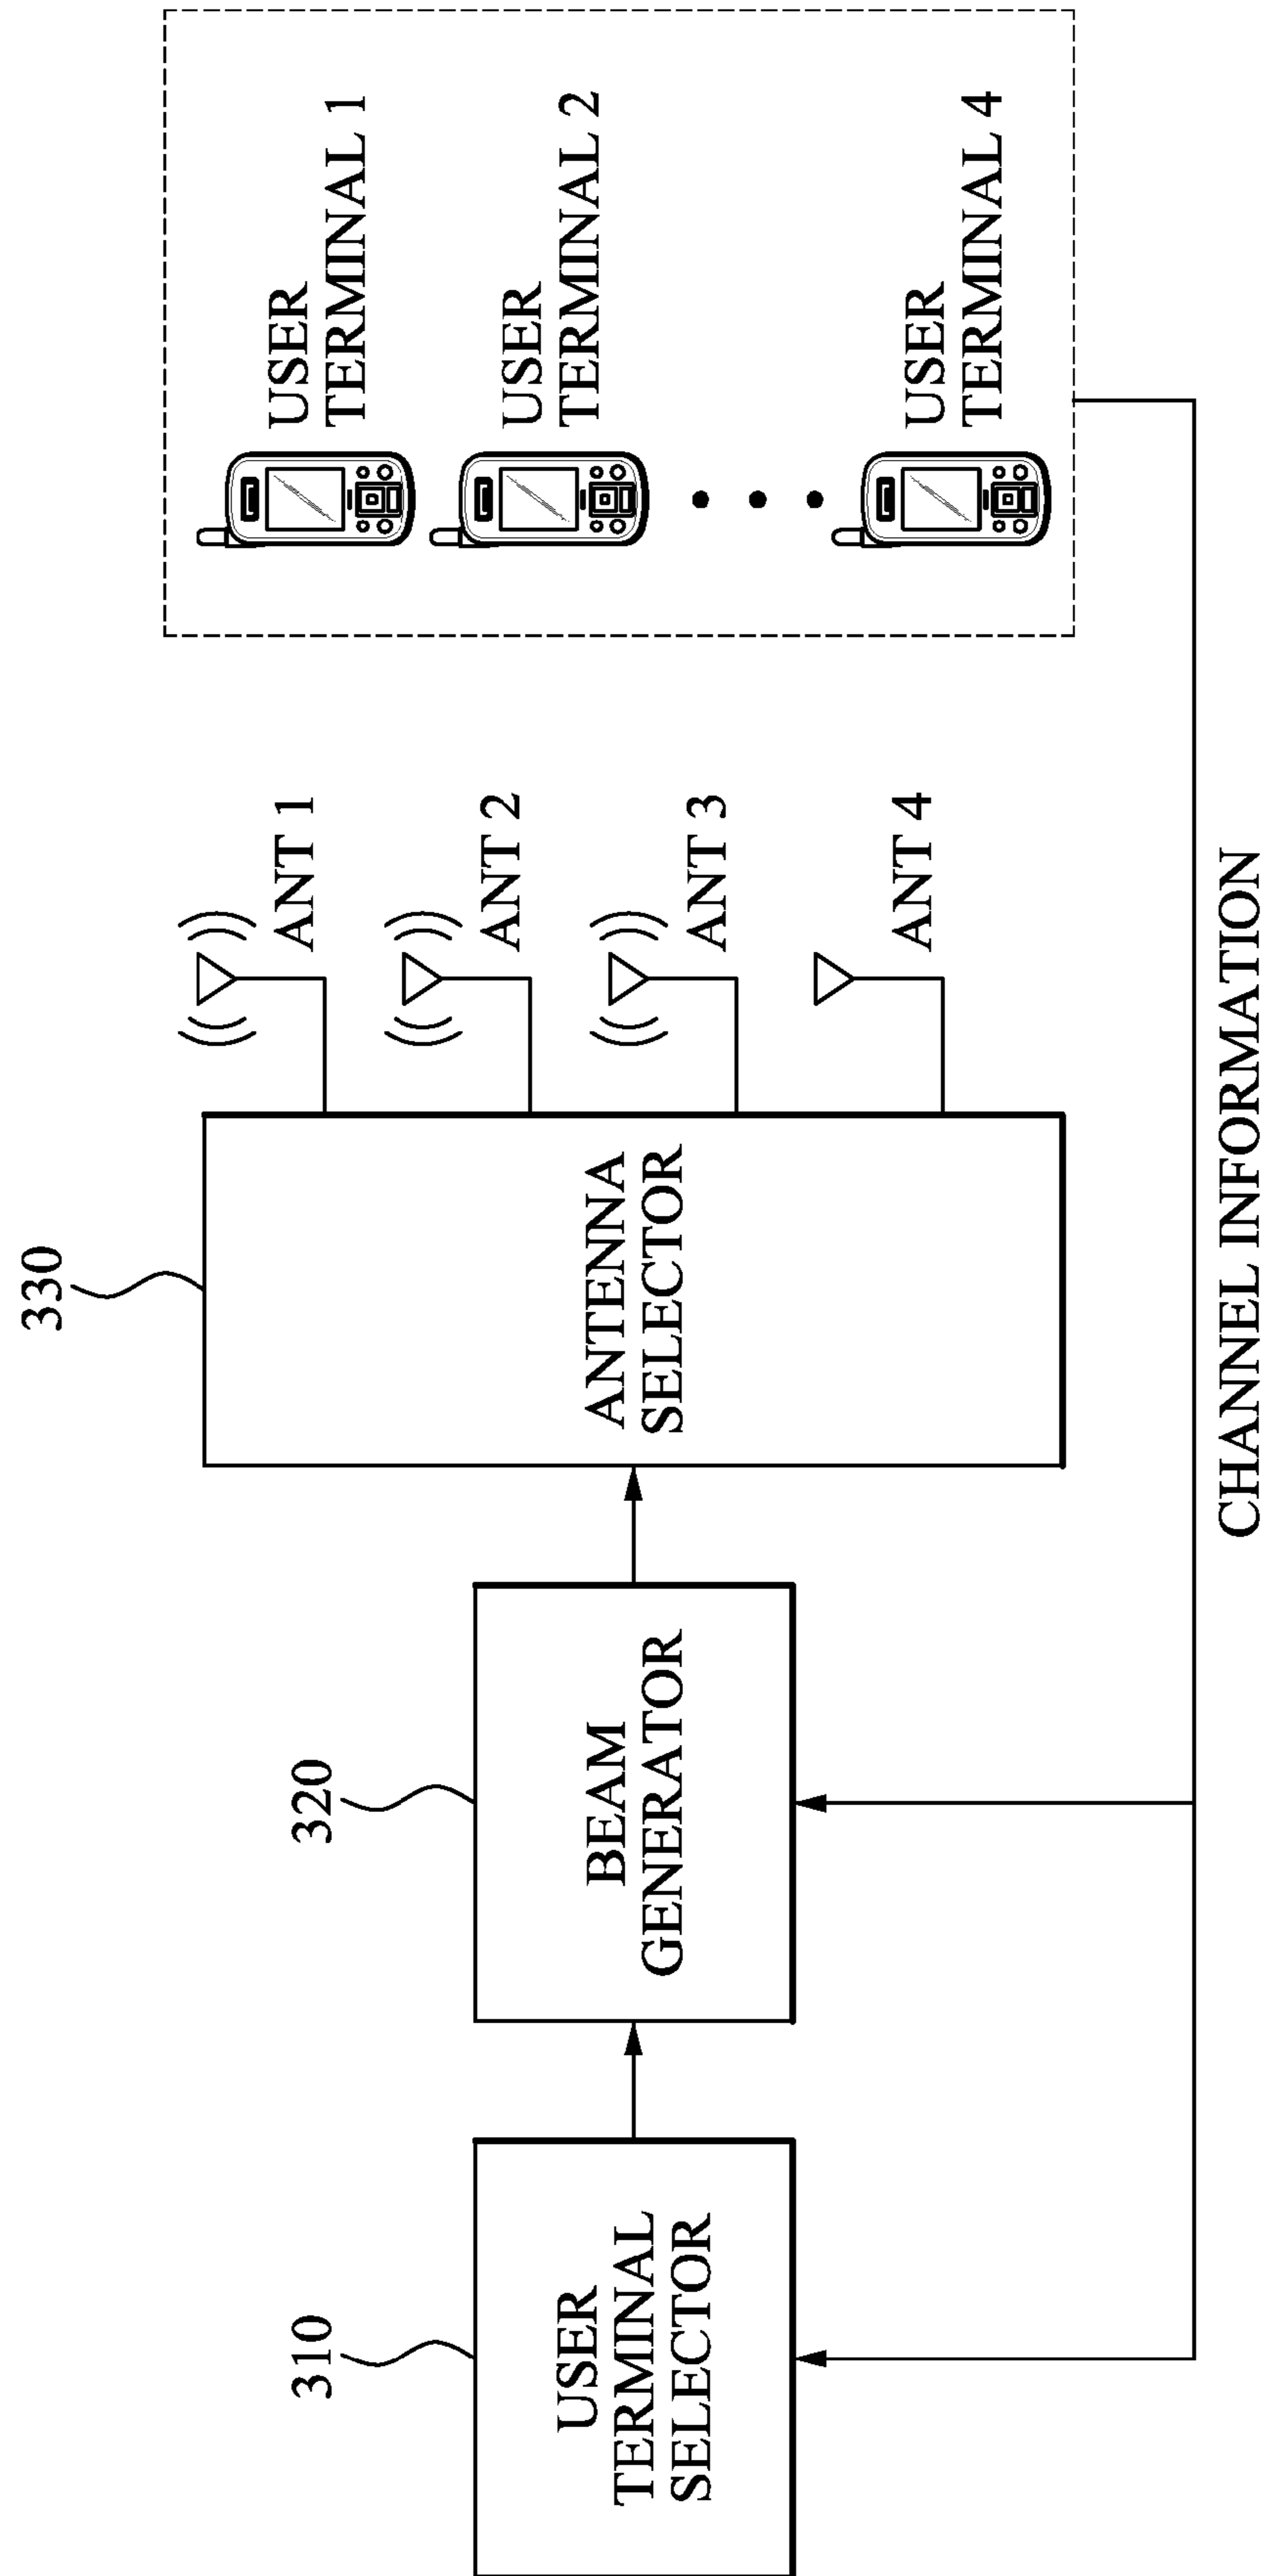 310
USER
TERMINAL
SELECTOR
320
BEAM
GENERATOR
330
ANTENNA
SELECTOR
ANT 1
ANT 2
ANT 3
ANT 4
USER
TERMINAL 1
USER
TERMINAL 2
USER
TERMINAL 4
CHANNEL INFORMATION